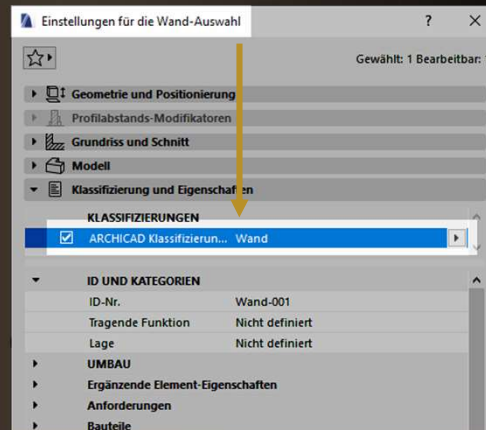 Einstellungen für die Wand-Auswahl ? ×
Gewählt: 1 Bearbeitbar:
Geometrie und Positionierung
Profilabstands-Modifikatoren
Grundriss und Schnitt
Modell
Klassifizierung und Eigenschaften
KLASSIFIZIERUNGEN
ARCHICAD Klassifizierun... Wand
ID UND KATEGORIEN
ID-Nr. Wand-001
Tragende Funktion Nicht definiert
Lage Nicht definiert
UMBAU
Ergänzende Element-Eigenschaften
Anforderungen
Bauteile